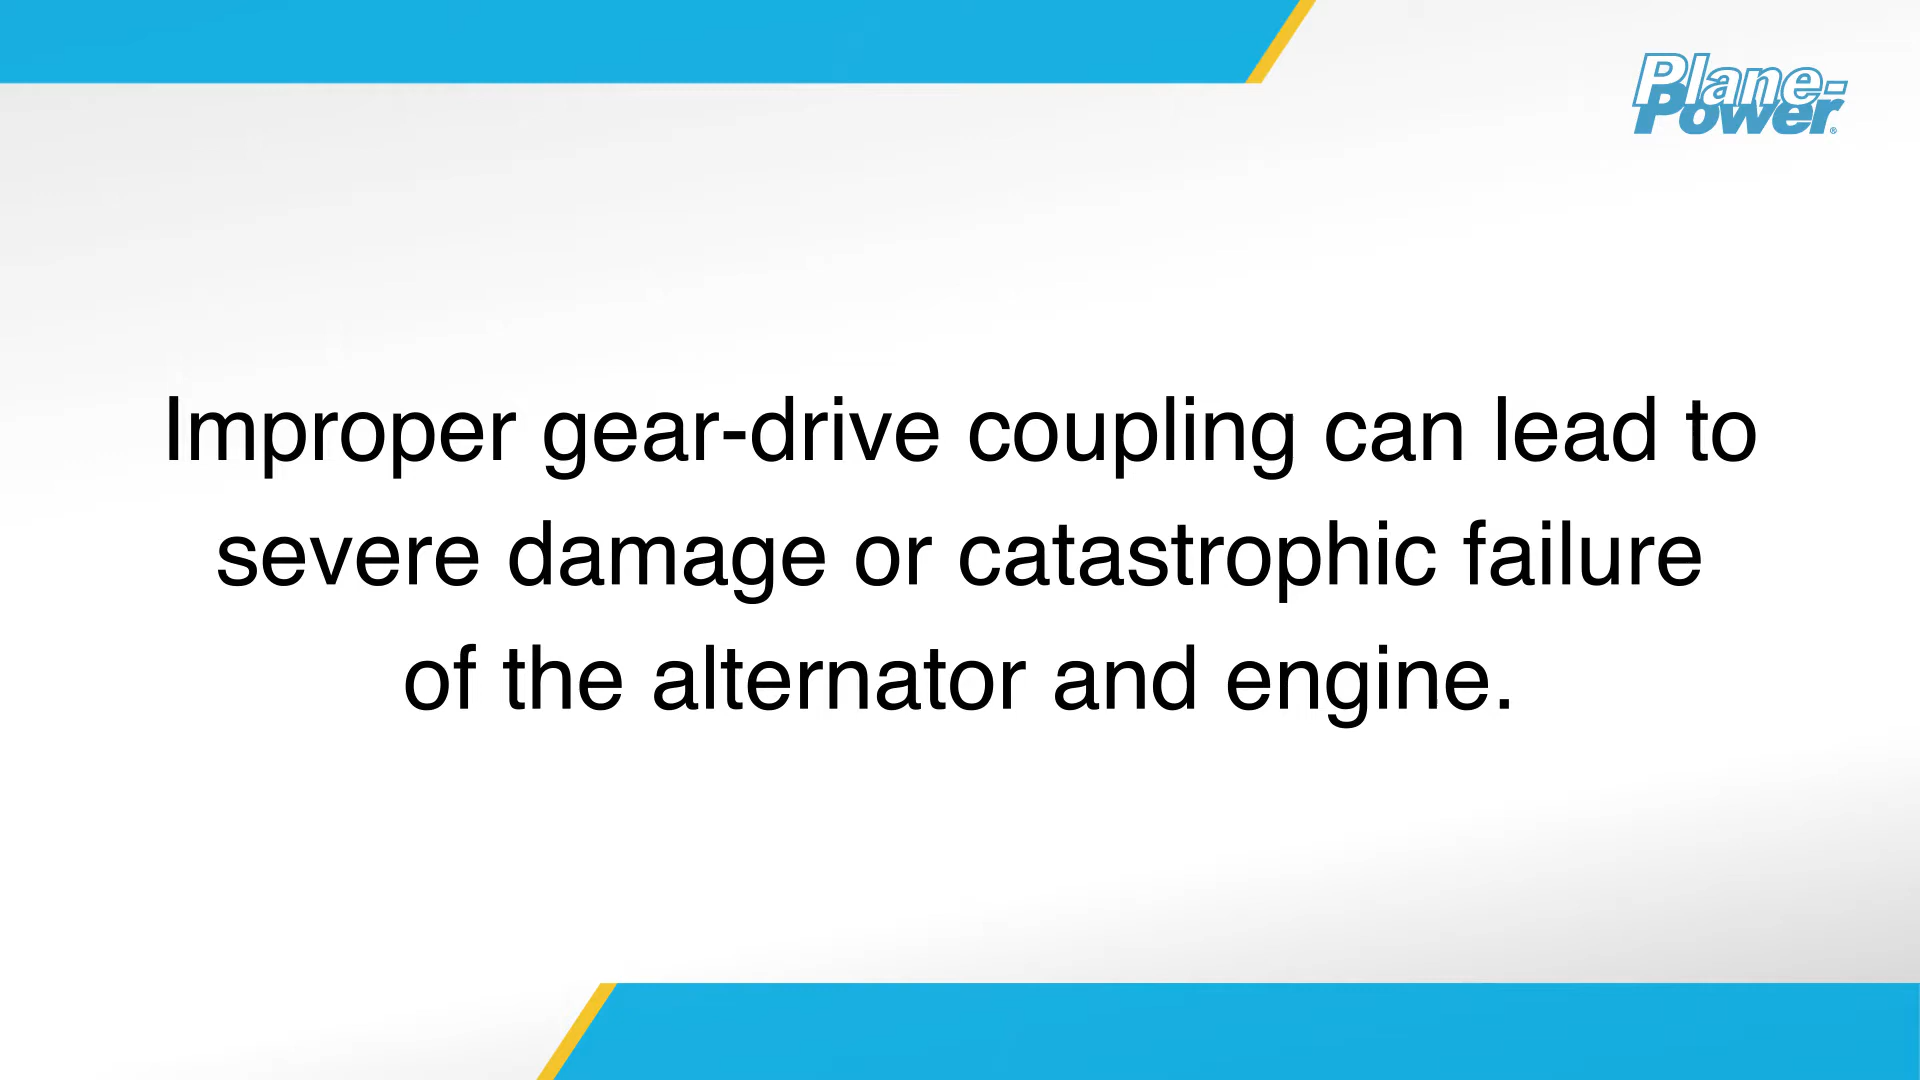 Plane-
Power®
Improper gear-drive coupling can lead to
severe damage or catastrophic failure
of the alternator and engine.